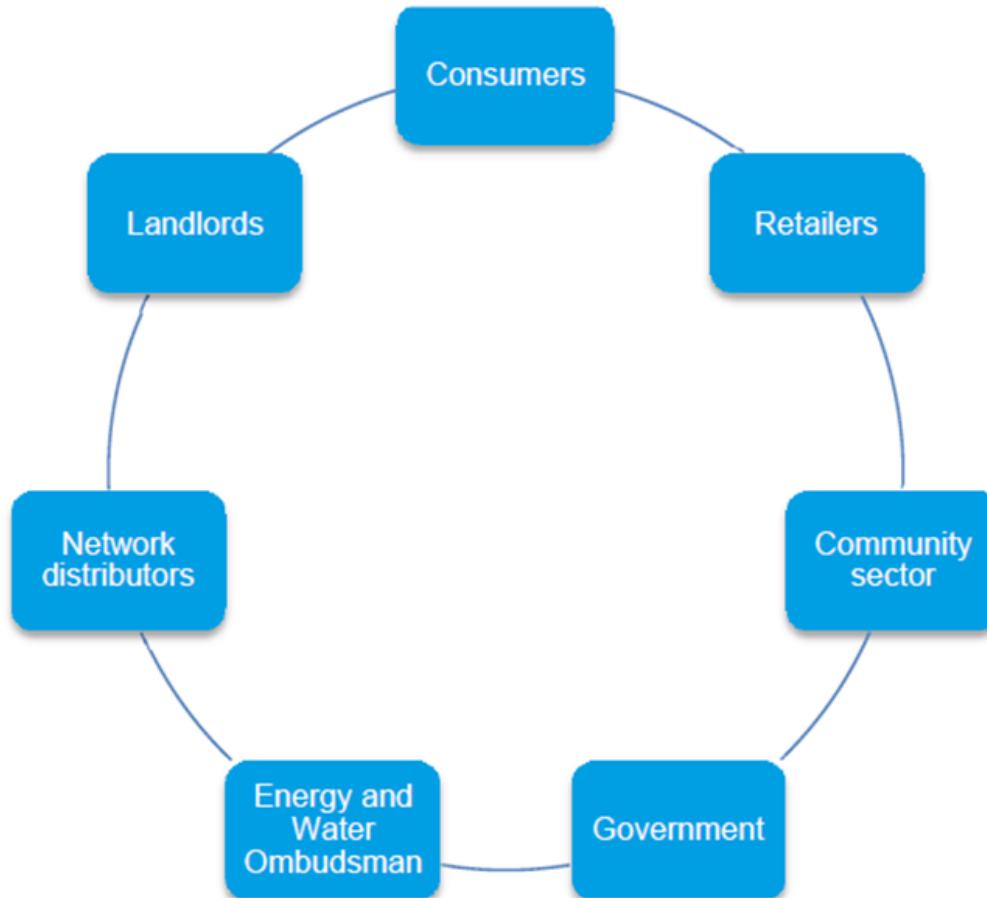 Consumers
Landlords
Retailers
Network
distributors
Community
sector
Energy and
Water
Ombudsman
Government